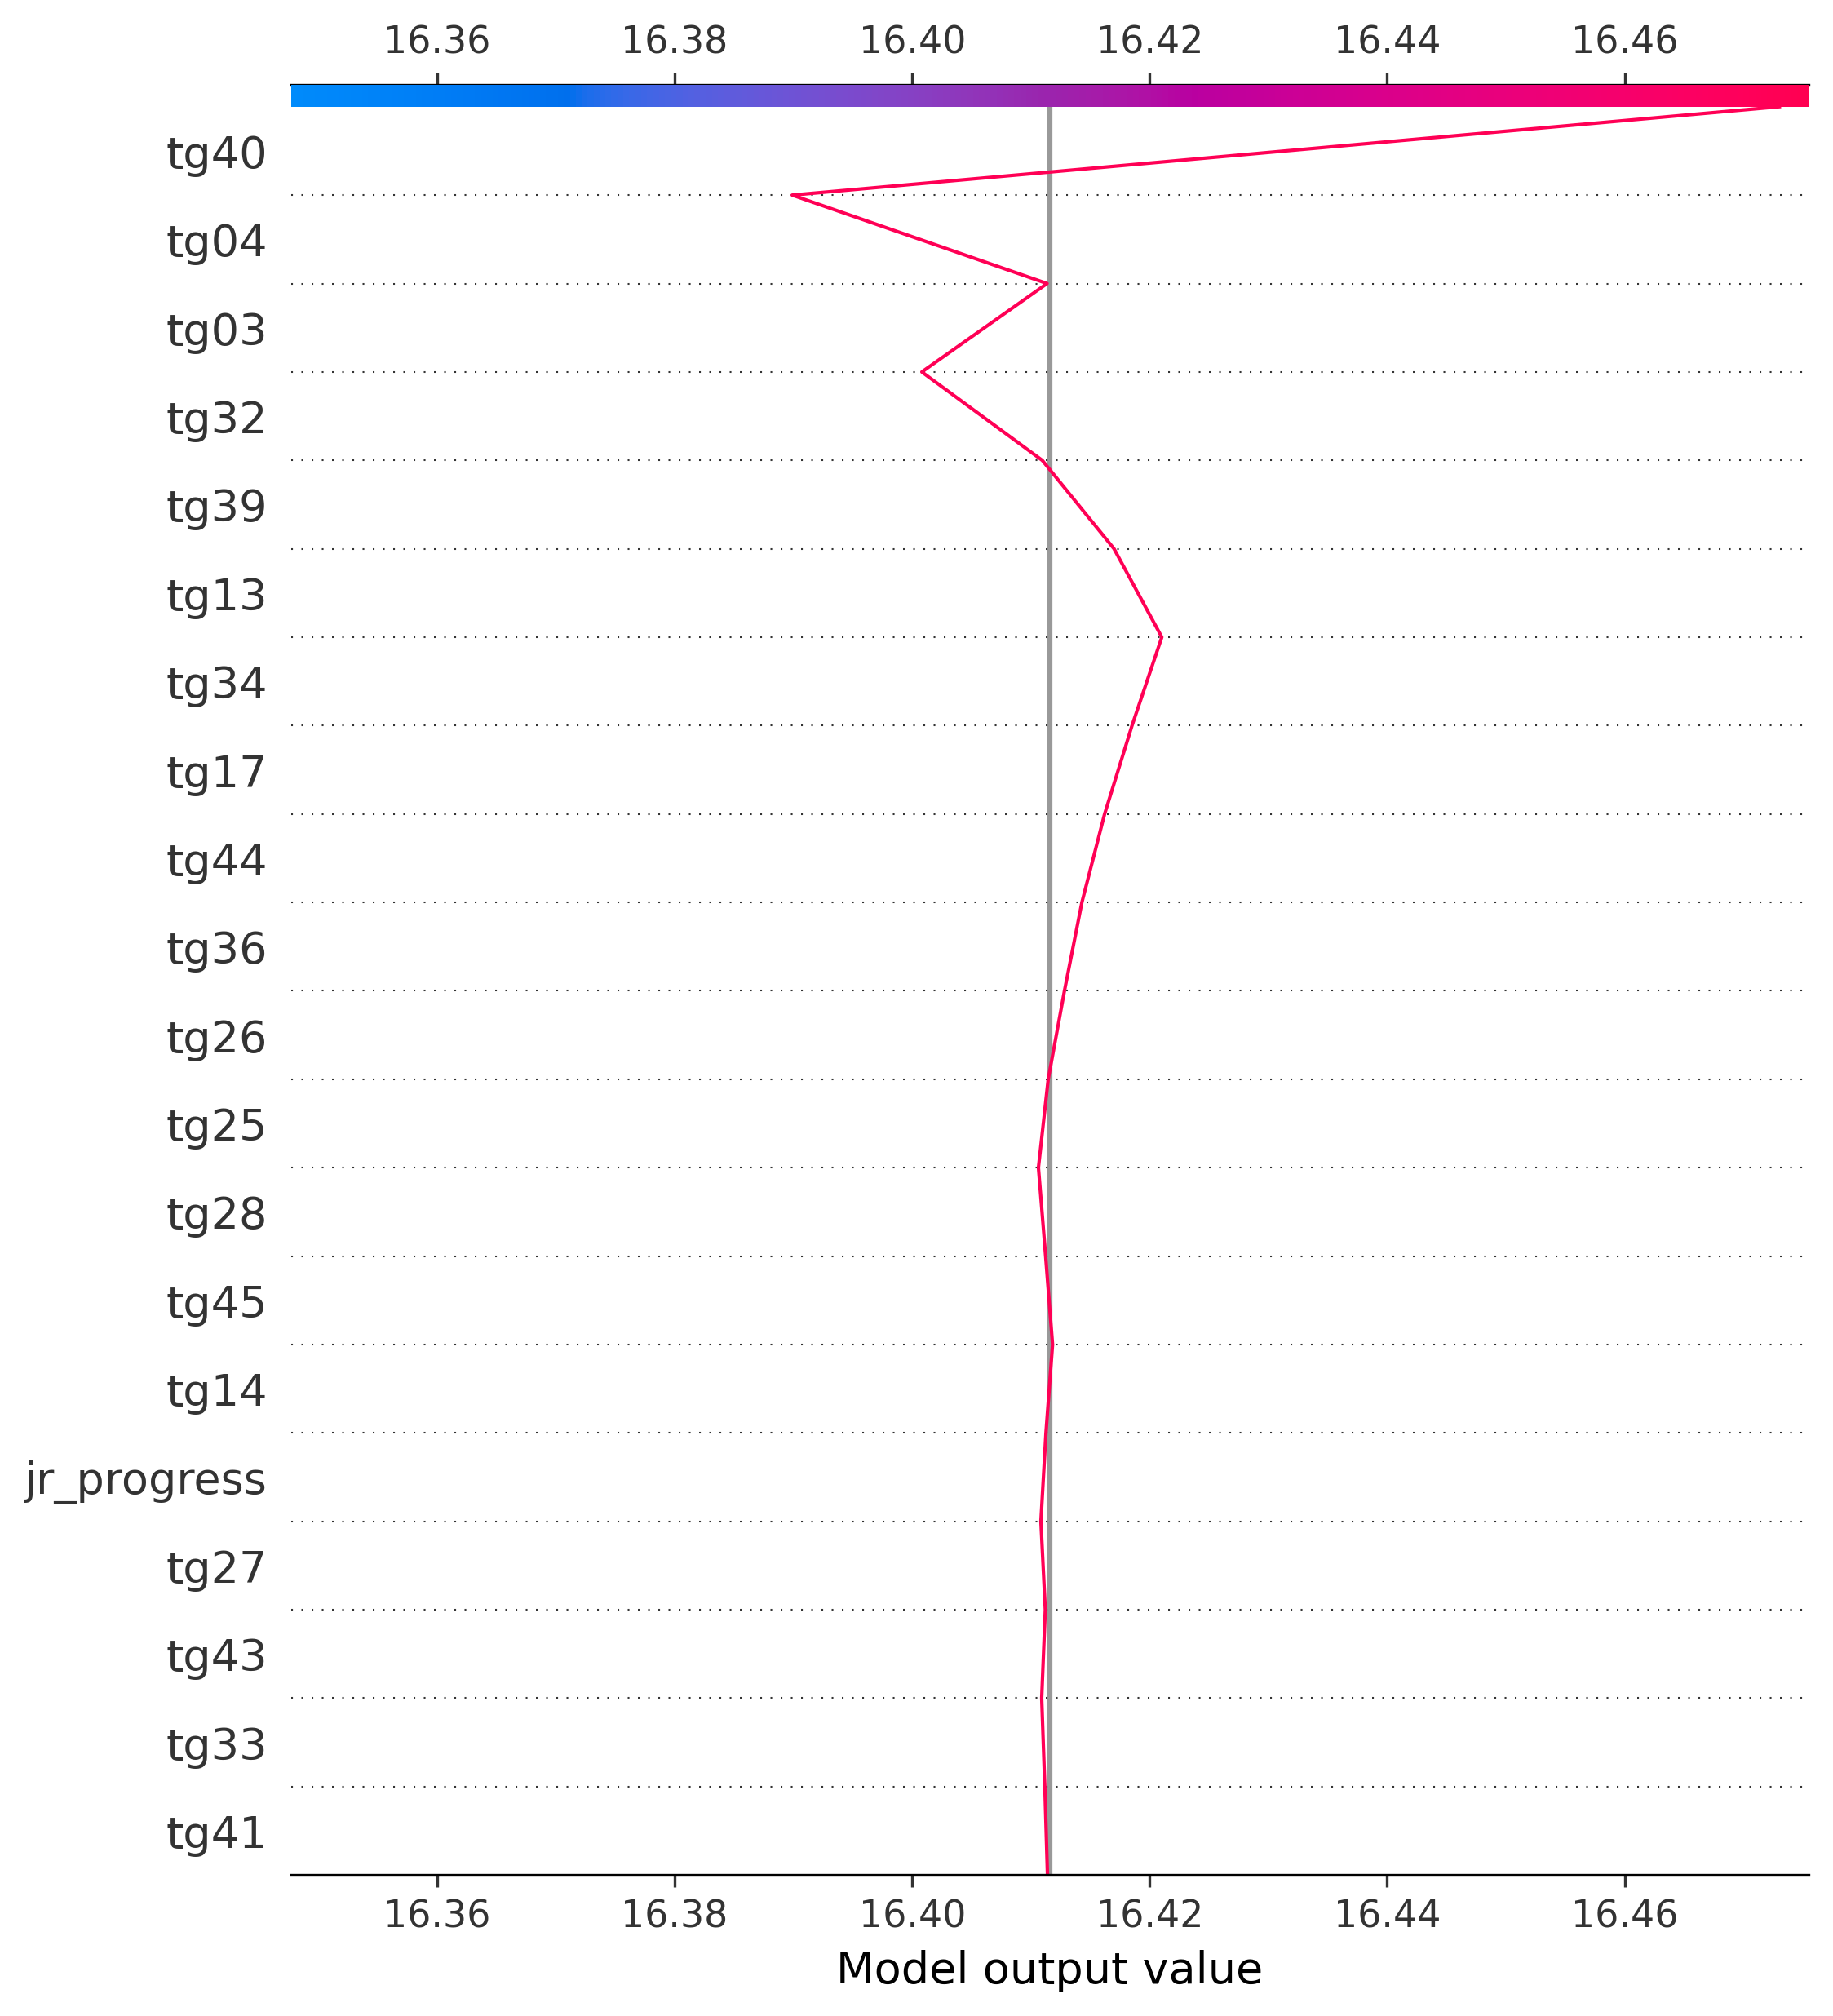 16.36 16.38 16.40 16.42 16.44 16.46
tg40
tg04
tg03
tg32
tg39
tg13
tg34
tg17
tg44
tg36
tg26
tg25
tg28
tg45
tg14
jr_progress
tg27
tg43
tg33
tg41
16.36 16.38 16.40 16.42 16.44 16.46
Model output value